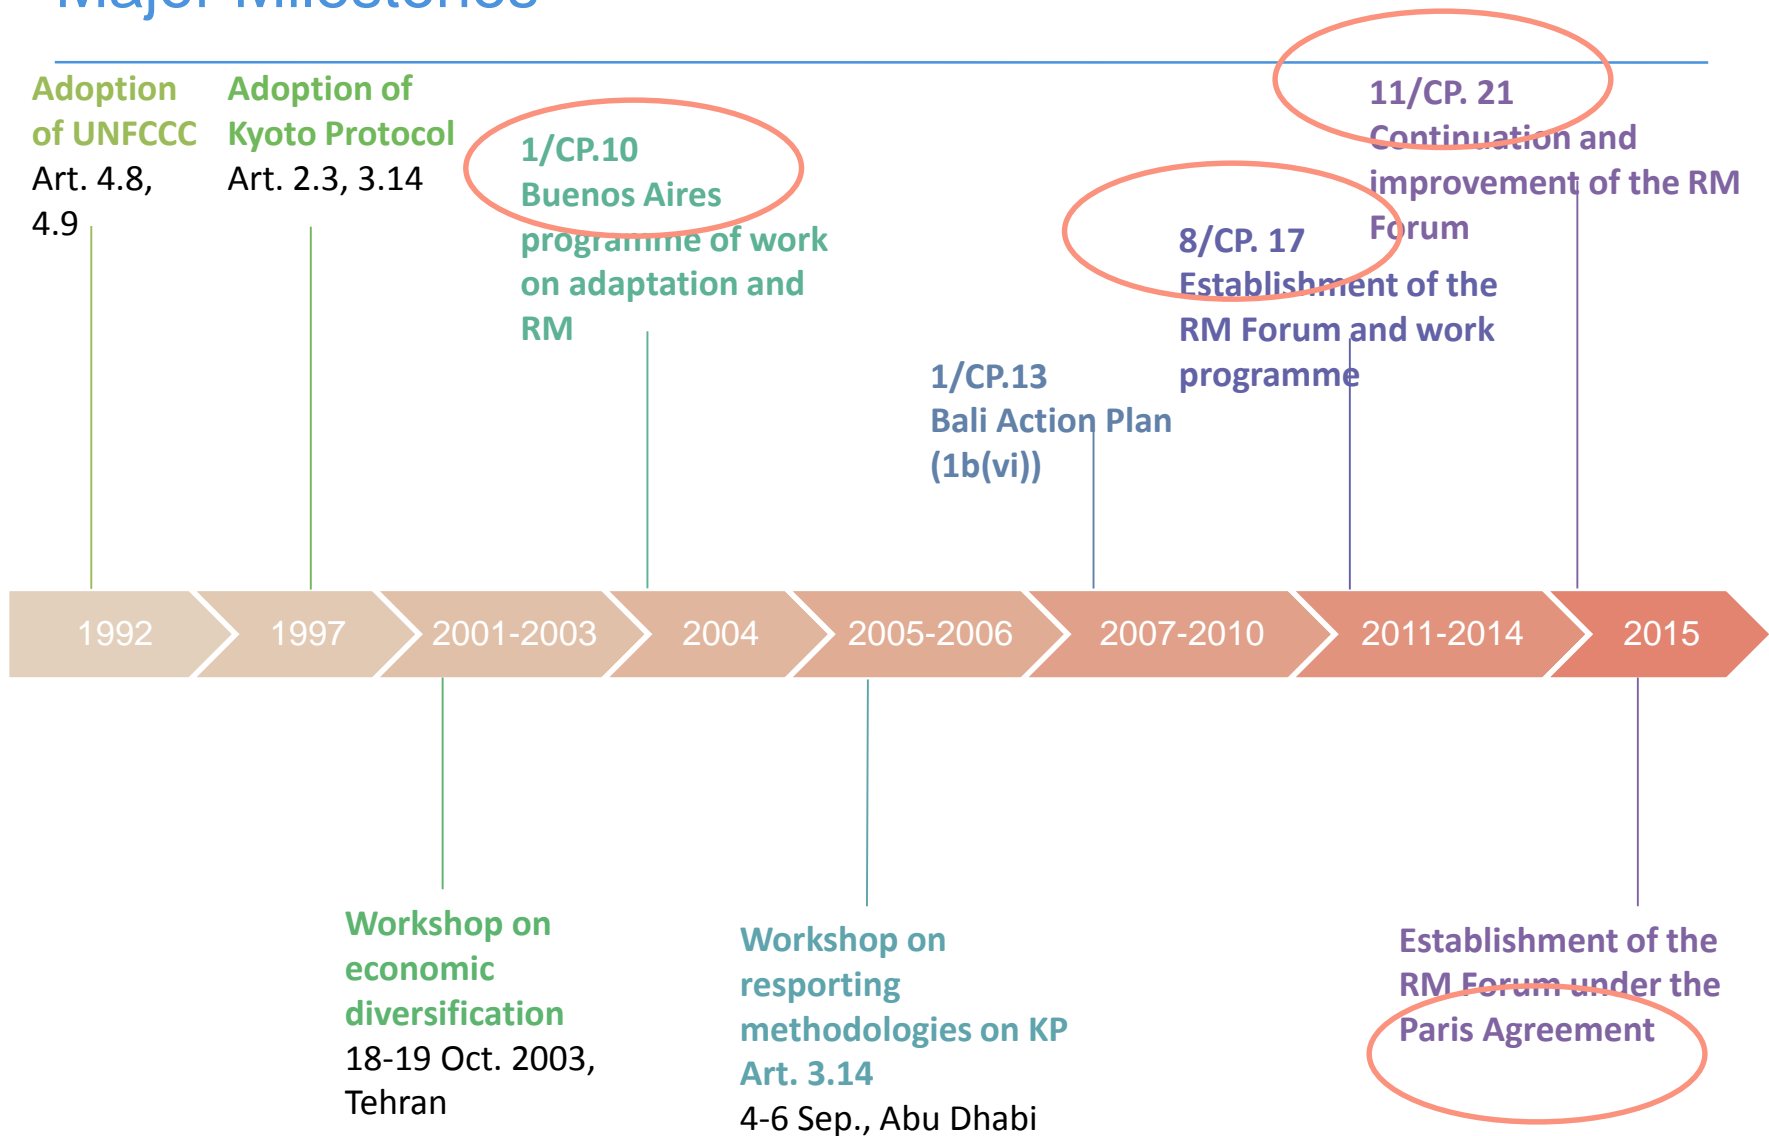 Major Milestones
Adoption
of UNFCCC
Art. 4.8,
4.9
Adoption of
Kyoto Protocol
Art. 2.3, 3.14
1/CP.10
Buenos Aires
programme of work
on adaptation and
RM
1/CP.13
Bali Action Plan
(1b(vi))
8/CP. 17
Establishment of the
RM Forum and work
programme
11/CP. 21
Continuation and
improvement of the RM
Forum
1992
1997
2001-2003
2004
2005-2006
2007-2010
2011-2014
2015
Workshop on
economic
diversification
18-19 Oct. 2003,
Tehran
Workshop on
resporting
methodologies on KP
Art. 3.14
4-6 Sep., Abu Dhabi
Establishment of the
RM Forum under the
Paris Agreement